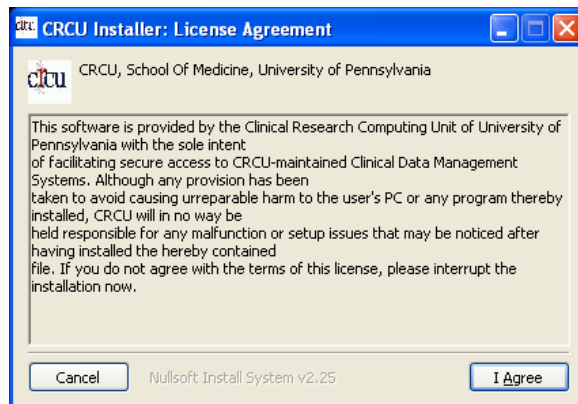 CRCU Installer: License Agreement
crcu
CRCU, School Of Medicine, University of Pennsylvania
This software is provided by the Clinical Research Computing Unit of University of
Pennsylvania with the sole intent
of facilitating secure access to CRCU-maintained Clinical Data Management
Systems. Although any provision has been
taken to avoid causing urreparable harm to the user's PC or any program thereby
installed, CRCU will in no way be
held responsible for any malfunction or setup issues that may be noticed after
having installed the hereby contained
file. If you do not agree with the terms of this license, please interrupt the
installation now.
Cancel
Nullsoft Install System v2.25
I Agree